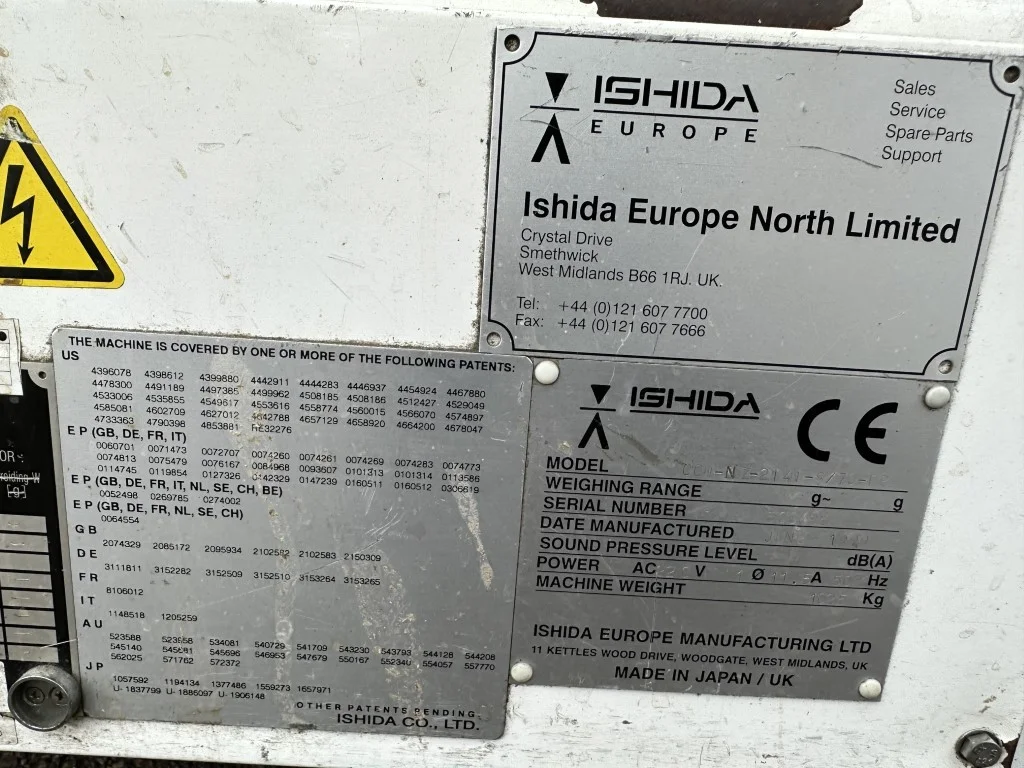 ISHIDA
EUROPE
Sales
Service
Spare Parts
Support
Ishida Europe North Limited
Crystal Drive
Smethwick
West Midlands B66 1RJ. UK.
Tel: +44 (0)121 607 7700
Fax: +44 (0)121 607 7666
THE MACHINE IS COVERED BY ONE OR MORE OF THE FOLLOWING PATENTS:
US
4396078 4398612 4399880 4442911 4444283 4446937 4454924 4467880
4478300 4491189 4497385 4499962 4508185 4508186 4512427 4529049
4533006 4535855 4549617 4553616 4558774 4560015 4566070 4574897
4585081 4602709 4627012 4642788 4657129 4658920 4664200 4678047
4733363 4790398 4853881 RE32276
EP (GB, DE, FR, IT)
0060701 0071473 0072707 0074260 0074261 0074269 0074283 0074773
0074813 0075479 0076167 0084968 0093607 0101313 0101314 0113586
0114745 0119854 0127326 0142329 0147239 0160511 0160512 0306619
EP (GB, DE, FR, IT, NL, SE, CH, BE)
0052498 0269785 0274002
EP (GB, DE, FR, NL, SE, CH)
0064554
GB
2074329 2085172 2095934 2102582 2102583 2150309
DE
3111811 3152282 3152509 3152510 3153264 3153265
FR
8106012
IT
1148518 1205259
AU
523588 523958 534081 540729 541709 543230 543793 544128 544208
545140 545681 545696 546953 547679 550167 552340 554057 557770
562025 571762 572372
JP
1057592 1194134 1377486 1559273 1657971
U- 1837799 U- 1886097 U- 1906148
OTHER PATENTS PENDING.
ISHIDA CO., LTD.
ISHIDA
CE
MODEL
WEIGHING RANGE g~ g
SERIAL NUMBER
DATE MANUFACTURED
SOUND PRESSURE LEVEL dB(A)
POWER AC V Ø A Hz
MACHINE WEIGHT Kg
ISHIDA EUROPE MANUFACTURING LTD
11 KETTLES WOOD DRIVE, WOODGATE, WEST MIDLANDS, UK
MADE IN JAPAN / UK